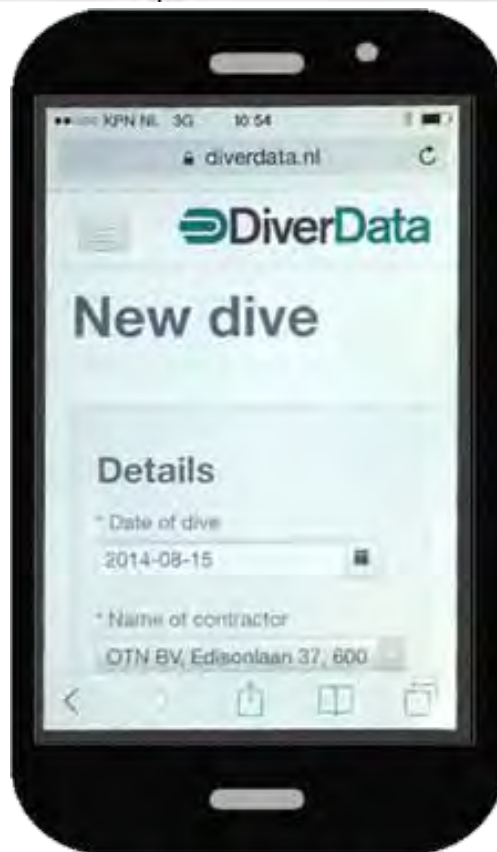 KPN NL 3G 10:54
diverdata.nl
DiverData
New dive
Details
* Date of dive
2014-08-15
* Name of contractor
OTN BV, Edisonlaan 37, 600